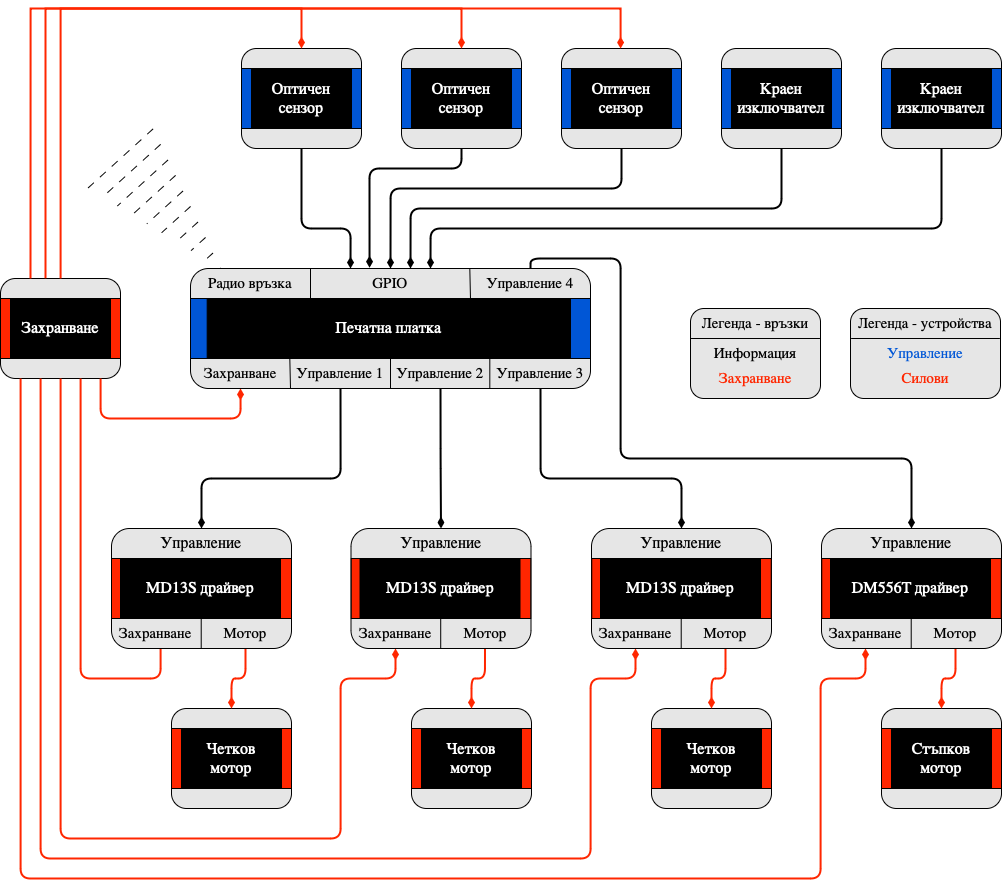 Оптичен
сензор
Оптичен
сензор
Оптичен
сензор
Краен
изключвател
Краен
изключвател
Радио връзка
GPIO
Управление 4
Захранване
Печатна платка
Захранване
Управление 1
Управление 2
Управление 3
Легенда - връзки
Информация
Захранване
Легенда - устройства
Управление
Силови
Управление
MD13S драйвер
Захранване
Мотор
Управление
MD13S драйвер
Захранване
Мотор
Управление
MD13S драйвер
Захранване
Мотор
Управление
DM556T драйвер
Захранване
Мотор
Четков
мотор
Четков
мотор
Четков
мотор
Стъпков
мотор